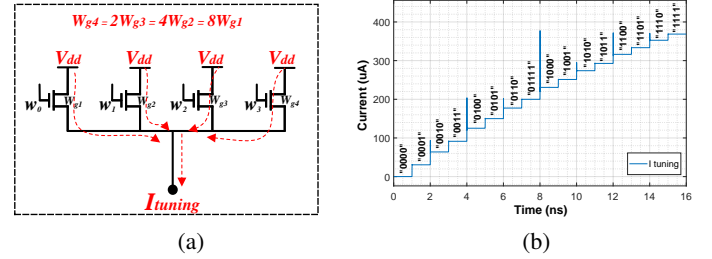 Wg4 = 2Wg3 = 4Wg2 = 8Wg1
Vdd Vdd Vdd Vdd
w0 Wg1 w1 Wg2 w2 Wg3 w3 Wg4
Ituning
(a)
Current (uA)
400
300
200
100
0
"0000" "0001" "0010" "0011" "0100" "0101" "0110" "01111" "1000" "1001" "1010" "1011" "1100" "1101" "1110" "1111"
I tuning
0 2 4 6 8 10 12 14 16
Time (ns)
(b)